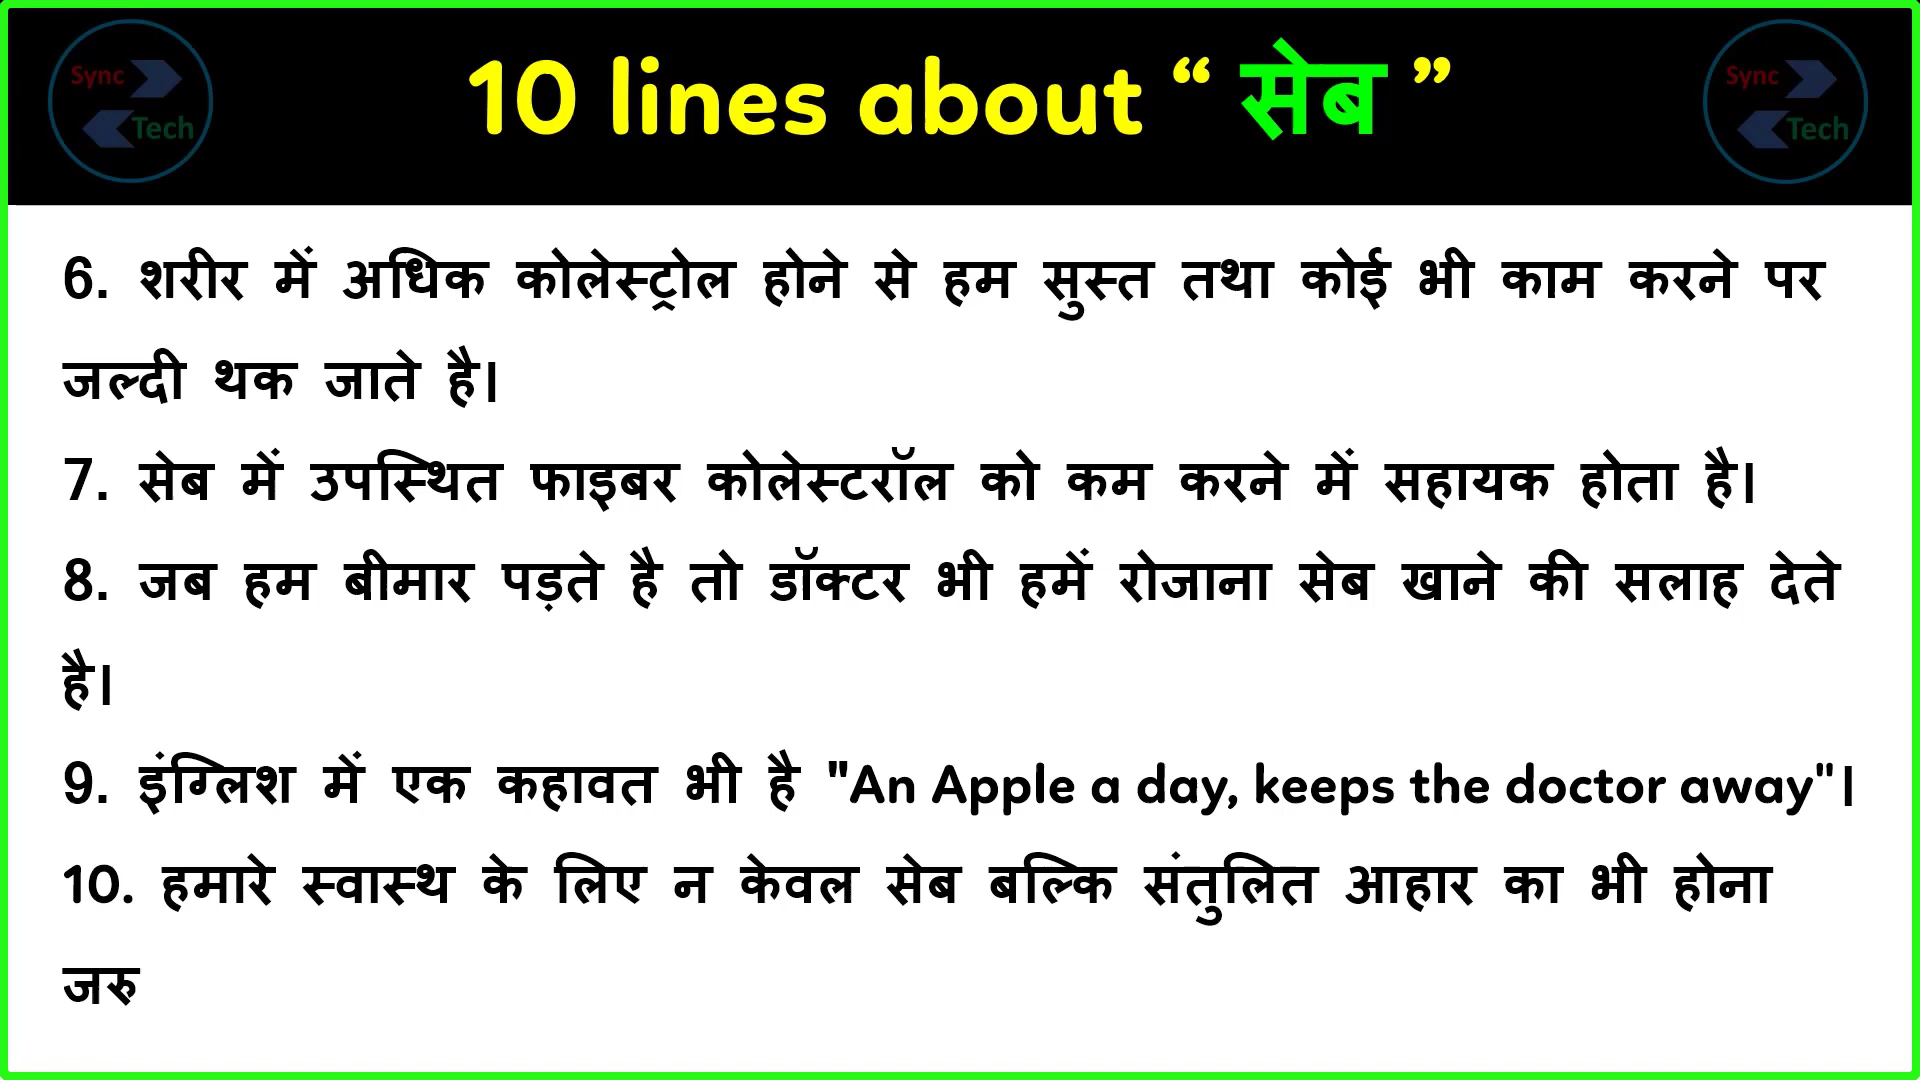 Sync
Tech
10 lines about “ सेब ”
Sync
Tech
6. शरीर में अधिक कोलेस्ट्रोल होने से हम सुस्त तथा कोई भी काम करने पर
जल्दी थक जाते है।
7. सेब में उपस्थित फाइबर कोलेस्टरॉल को कम करने में सहायक होता है।
8. जब हम बीमार पड़ते है तो डॉक्टर भी हमें रोजाना सेब खाने की सलाह देते
है।
9. इंग्लिश में एक कहावत भी है "An Apple a day, keeps the doctor away"।
10. हमारे स्वास्थ के लिए न केवल सेब बल्कि संतुलित आहार का भी होना
जरु